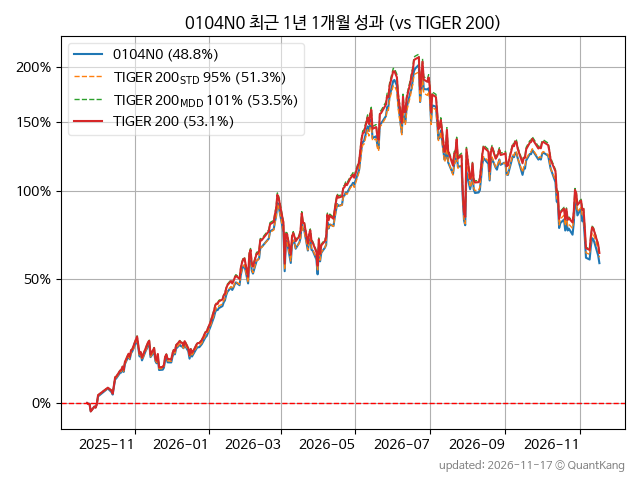 0104N0 최근 1년 1개월 성과 (vs TIGER 200)
0104N0 (48.8%)
TIGER 200STD 95% (51.3%)
TIGER 200MDD 101% (53.5%)
TIGER 200 (53.1%)
200%
150%
100%
50%
0%
2025-11 2026-01 2026-03 2026-05 2026-07 2026-09 2026-11
updated: 2026-11-17 © QuantKang